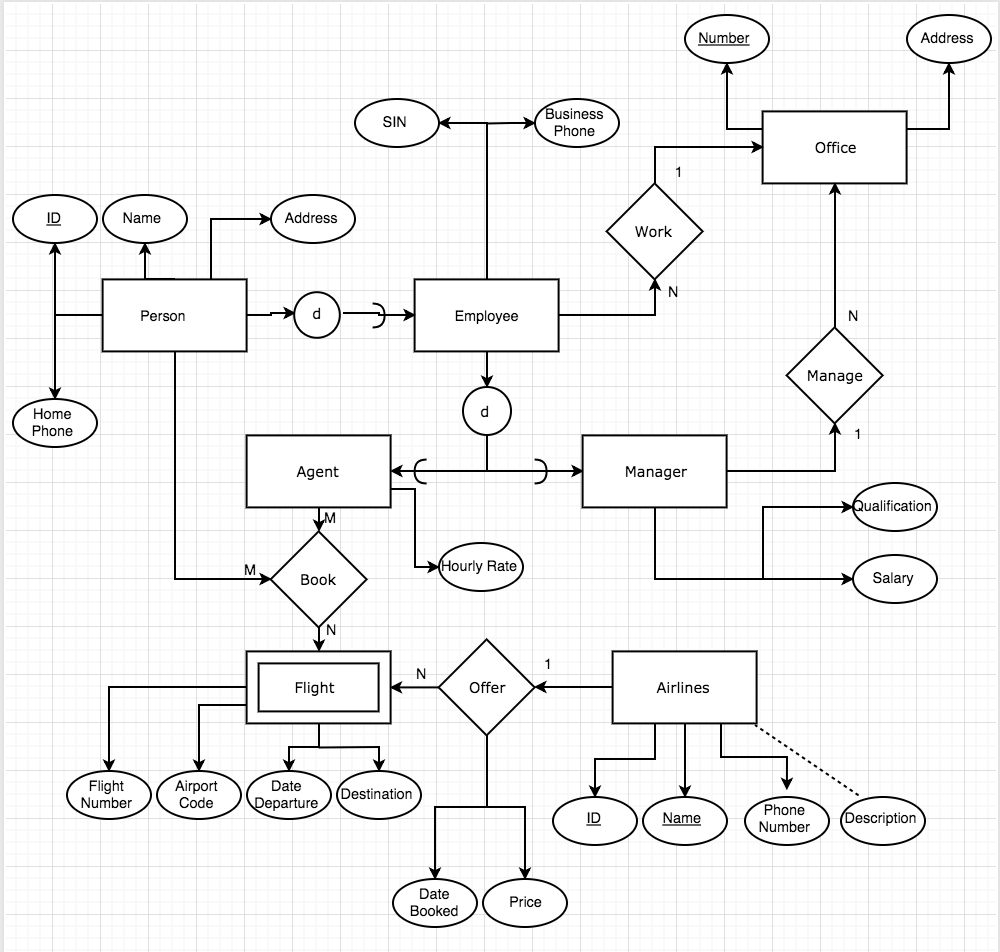 Number
Address
SIN
Business
Phone
Office
1
Work
N
ID
Name
Address
Person
d
Employee
N
Manage
1
Home
Phone
d
Agent
Manager
M
Qualification
Hourly Rate
M
Book
Salary
N
Flight
N
Offer
1
Airlines
Flight
Number
Airport
Code
Date
Departure
Destination
ID
Name
Phone
Number
Description
Date
Booked
Price